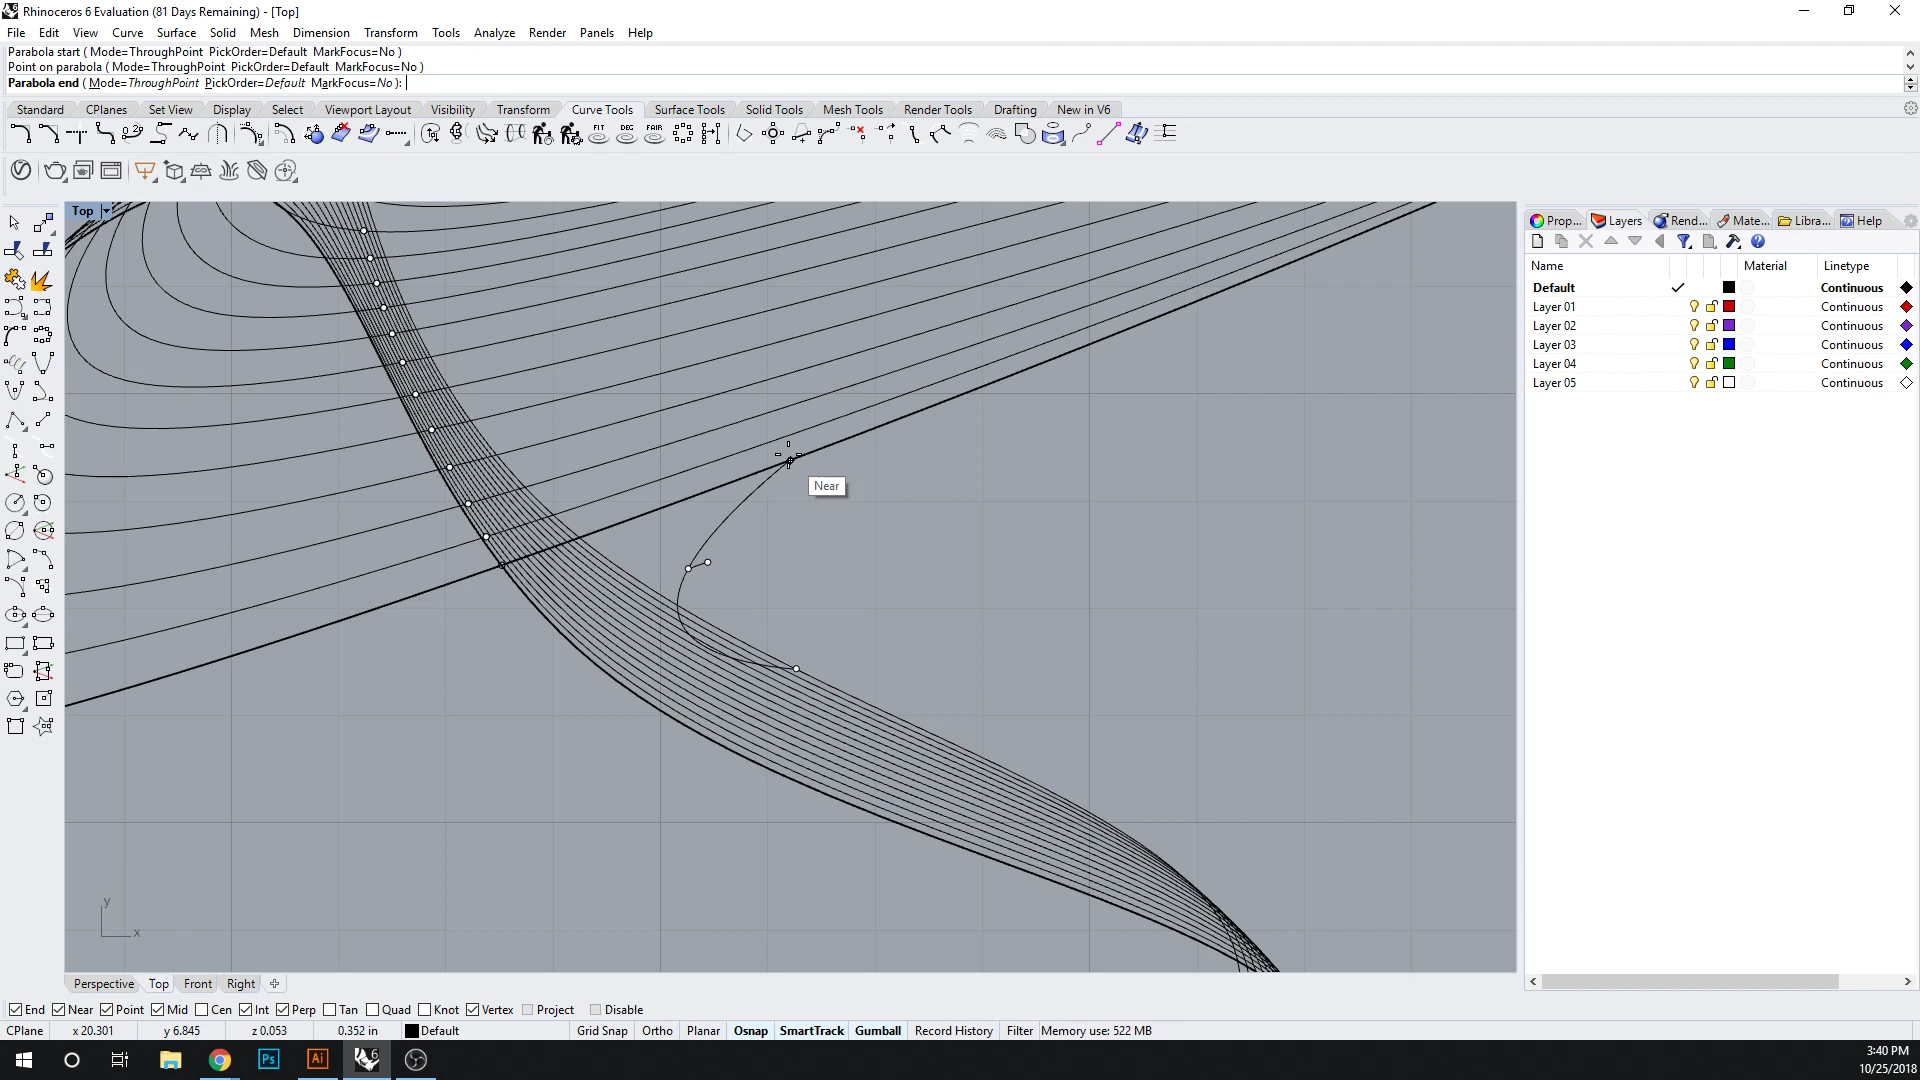 Rhinoceros 6 Evaluation (81 Days Remaining) - [Top]
File Edit View Curve Surface Solid Mesh Dimension Transform Tools Analyze Render Panels Help
Parabola start ( Mode=ThroughPoint PickOrder=Default MarkFocus=No )
Point on parabola ( Mode=ThroughPoint PickOrder=Default MarkFocus=No )
Parabola end ( Mode=ThroughPoint PickOrder=Default MarkFocus=No ):
Standard CPlanes Set View Display Select Viewport Layout Visibility Transform Curve Tools Surface Tools Solid Tools Mesh Tools Render Tools Drafting New in V6
FIT DEG FAIR
Top
Prop... Layers Rend... Mate... Libra... Help
Name Material Linetype
Default Continuous
Layer 01 Continuous
Layer 02 Continuous
Layer 03 Continuous
Layer 04 Continuous
Layer 05 Continuous
Near
y
x
Perspective Top Front Right
End Near Point Mid Cen Int Perp Tan Quad Knot Vertex Project Disable
CPlane x 20.301 y 6.845 z 0.053 0.352 in Default Grid Snap Ortho Planar Osnap SmartTrack Gumball Record History Filter Memory use: 522 MB
Ps Ai 6
3:40 PM
10/25/2018